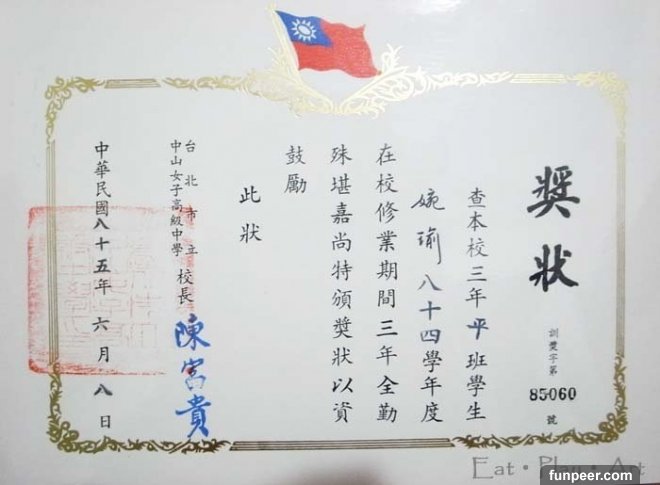 獎狀
訓獎字第
85060
號
查本校三年平班學生
婉瑜八十四學年度
在校修業期間三年全勤
殊堪嘉尚特頒獎狀以資
鼓勵
此狀
台北市立
中山女子高級中學
校長
陳富貴
中華民國八十五年六月八日
Eat・Play・Art
funpeer.com